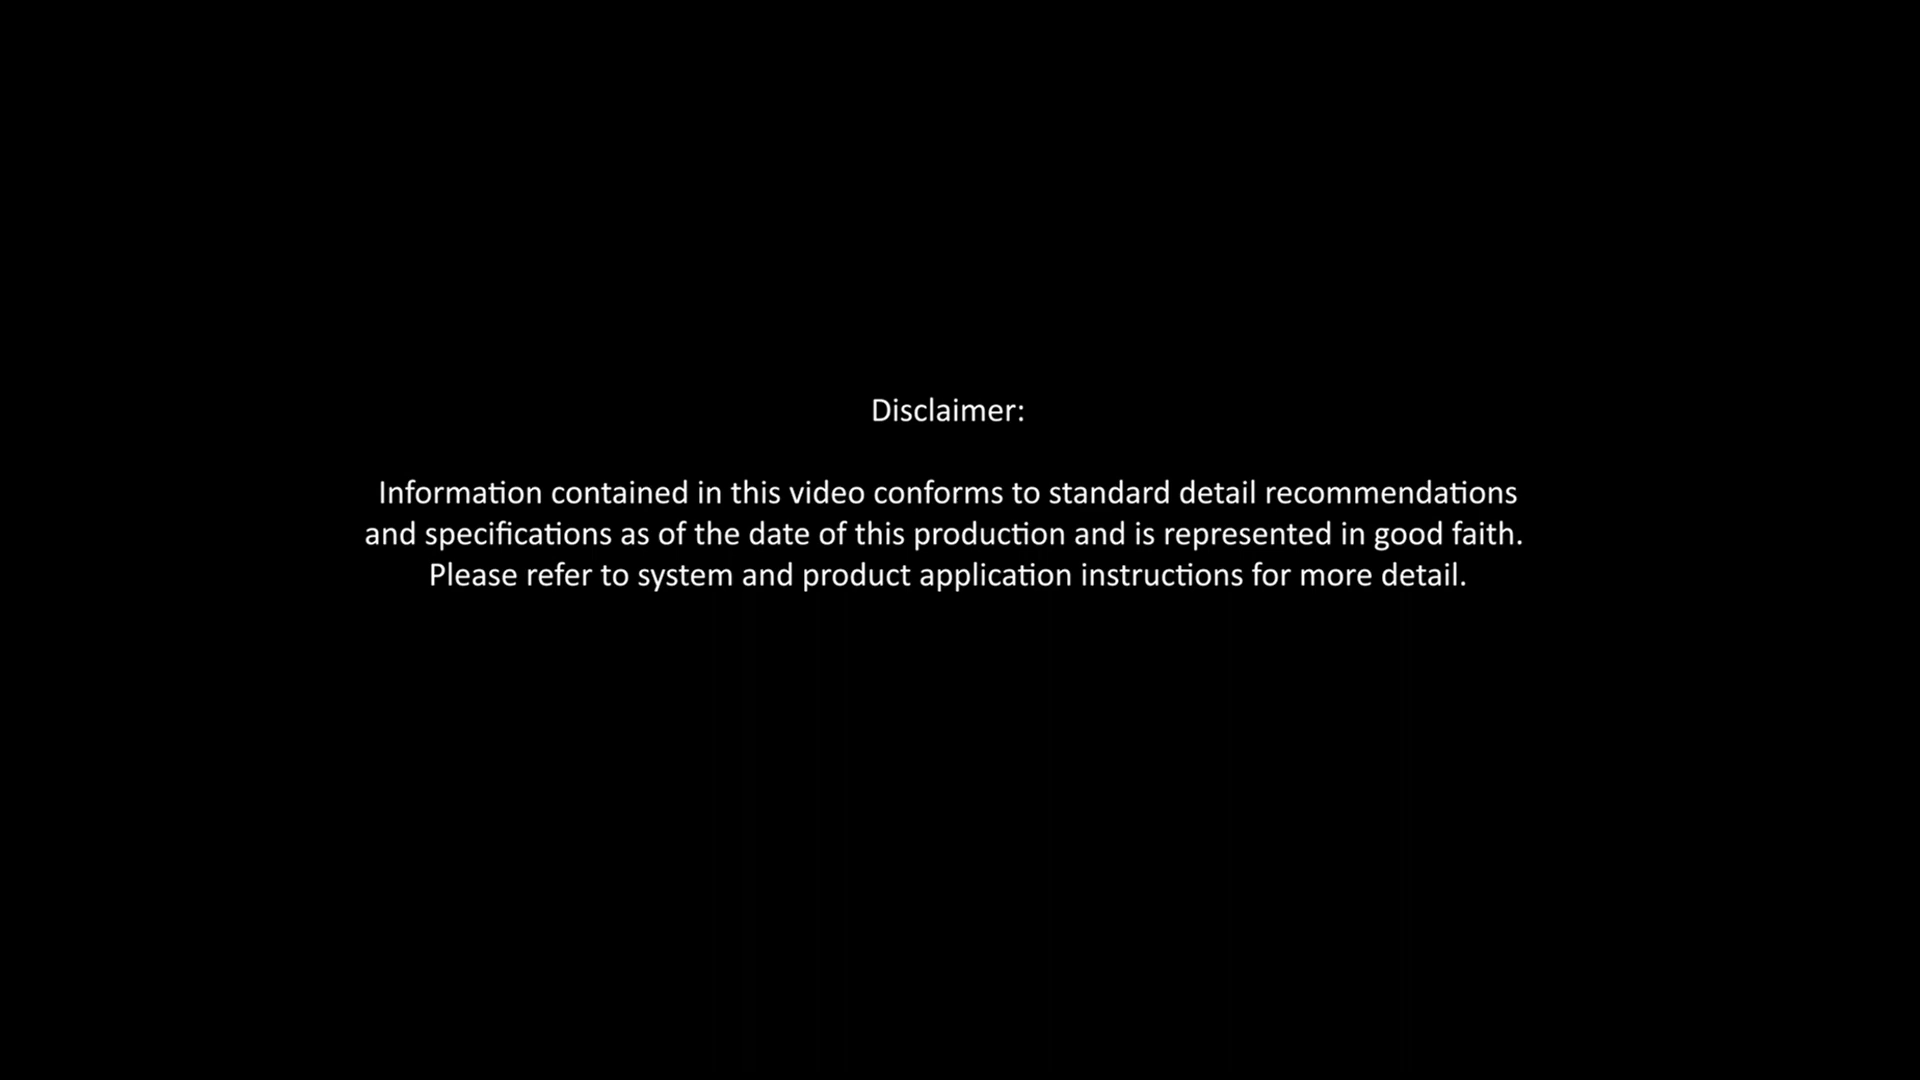 Disclaimer:
Information contained in this video conforms to standard detail recommendations
and specifications as of the date of this production and is represented in good faith.
Please refer to system and product application instructions for more detail.